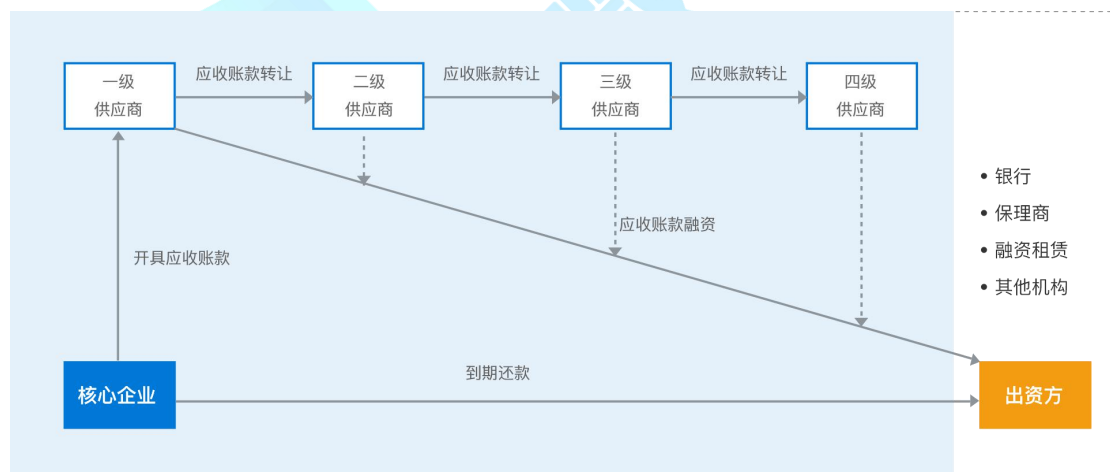 一级
供应商
应收账款转让
二级
供应商
应收账款转让
三级
供应商
应收账款转让
四级
供应商
• 银行
• 保理商
• 融资租赁
• 其他机构
应收账款融资
开具应收账款
核心企业
到期还款
出资方